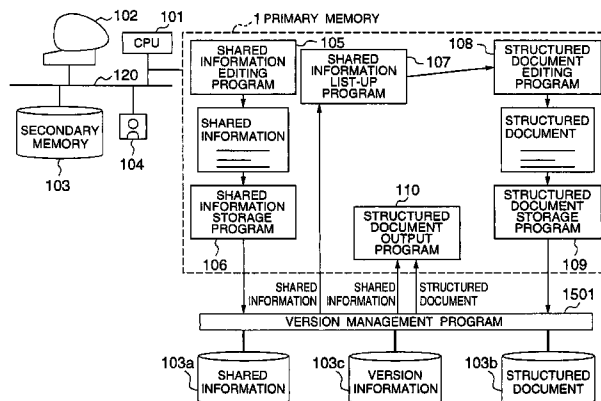 102
101
CPU
120
SECONDARY
MEMORY
103
104
1 PRIMARY MEMORY
105
SHARED
INFORMATION
EDITING
PROGRAM
SHARED
INFORMATION
LIST-UP
PROGRAM
107
108
STRUCTURED
DOCUMENT
EDITING
PROGRAM
SHARED
INFORMATION
STRUCTURED
DOCUMENT
SHARED
INFORMATION
STORAGE
PROGRAM
106
110
STRUCTURED
DOCUMENT
OUTPUT
PROGRAM
STRUCTURED
DOCUMENT
STORAGE
PROGRAM
109
SHARED
INFORMATION
SHARED
INFORMATION
STRUCTURED
DOCUMENT
1501
VERSION MANAGEMENT PROGRAM
103a
SHARED
INFORMATION
103c
VERSION
INFORMATION
103b
STRUCTURED
DOCUMENT